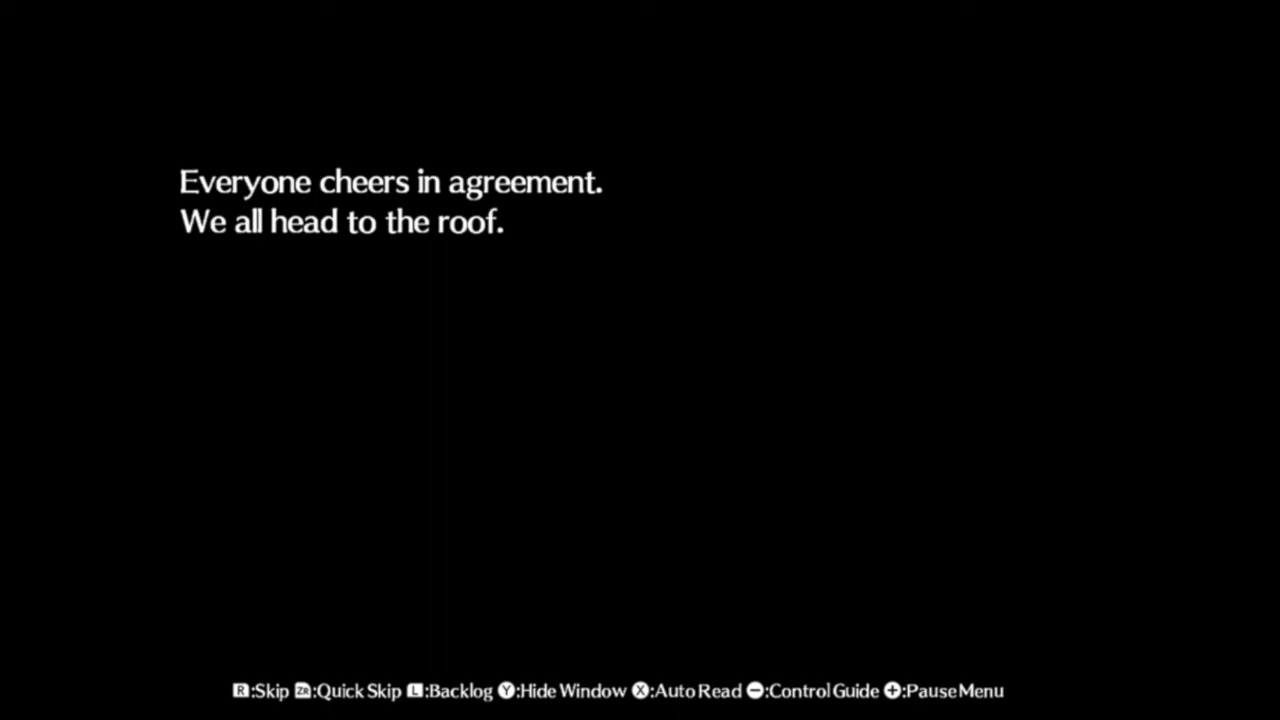 Everyone cheers in agreement.
We all head to the roof.
R:Skip ZR:Quick Skip L:Backlog Y:Hide Window X:Auto Read −:Control Guide +:Pause Menu